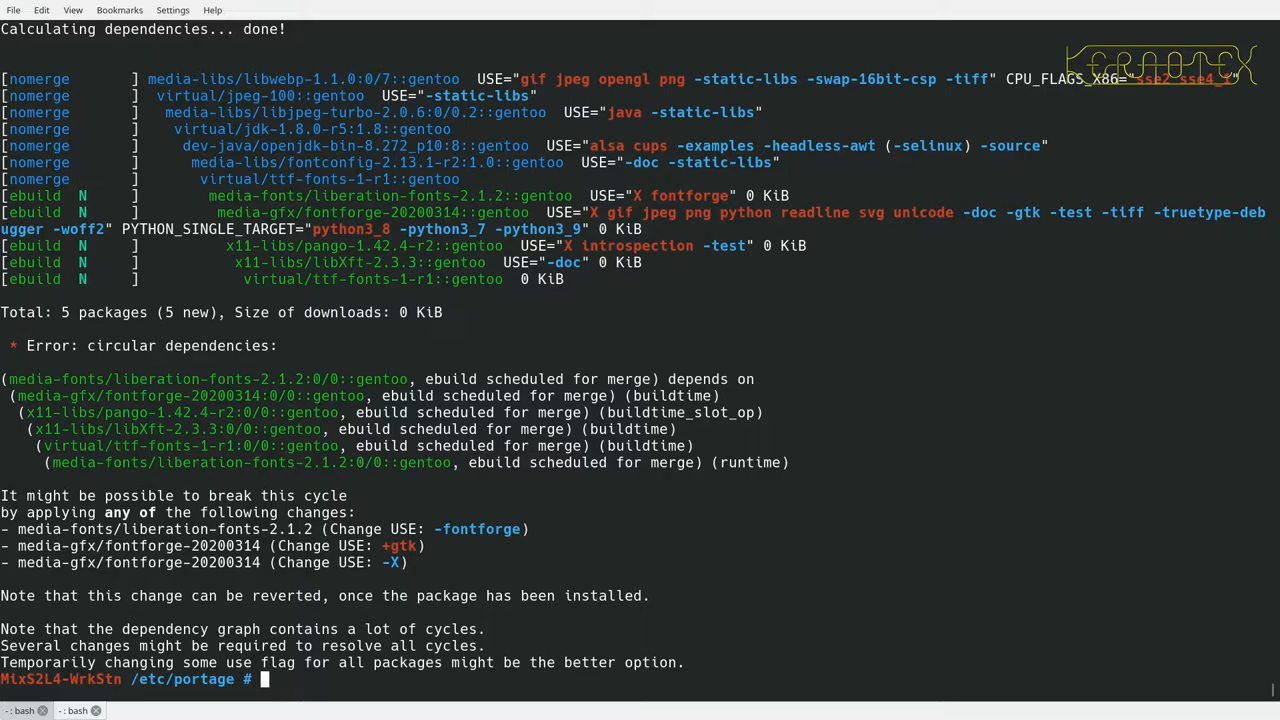 File Edit View Bookmarks Settings Help
Calculating dependencies... done!
KERNOTEX
[nomerge       ] media-libs/libwebp-1.1.0:0/7::gentoo  USE="gif jpeg opengl png -static-libs -swap-16bit-csp -tiff" CPU_FLAGS_X86="sse2 sse4_1"
[nomerge       ]  virtual/jpeg-100::gentoo  USE="-static-libs"
[nomerge       ]   media-libs/libjpeg-turbo-2.0.6:0/0.2::gentoo  USE="java -static-libs"
[nomerge       ]    virtual/jdk-1.8.0-r5:1.8::gentoo
[nomerge       ]     dev-java/openjdk-bin-8.272_p10:8::gentoo  USE="alsa cups -examples -headless-awt (-selinux) -source"
[nomerge       ]      media-libs/fontconfig-2.13.1-r2:1.0::gentoo  USE="-doc -static-libs"
[nomerge       ]       virtual/ttf-fonts-1-r1::gentoo
[ebuild  N     ]        media-fonts/liberation-fonts-2.1.2::gentoo  USE="X fontforge" 0 KiB
[ebuild  N     ]         media-gfx/fontforge-20200314::gentoo  USE="X gif jpeg png python readline svg unicode -doc -gtk -test -tiff -truetype-deb
ugger -woff2" PYTHON_SINGLE_TARGET="python3_8 -python3_7 -python3_9" 0 KiB
[ebuild  N     ]          x11-libs/pango-1.42.4-r2::gentoo  USE="X introspection -test" 0 KiB
[ebuild  N     ]           x11-libs/libXft-2.3.3::gentoo  USE="-doc" 0 KiB
[ebuild  N     ]            virtual/ttf-fonts-1-r1::gentoo  0 KiB
Total: 5 packages (5 new), Size of downloads: 0 KiB
* Error: circular dependencies:
(media-fonts/liberation-fonts-2.1.2:0/0::gentoo, ebuild scheduled for merge) depends on
(media-gfx/fontforge-20200314:0/0::gentoo, ebuild scheduled for merge) (buildtime)
(x11-libs/pango-1.42.4-r2:0/0::gentoo, ebuild scheduled for merge) (buildtime_slot_op)
(x11-libs/libXft-2.3.3:0/0::gentoo, ebuild scheduled for merge) (buildtime)
(virtual/ttf-fonts-1-r1:0/0::gentoo, ebuild scheduled for merge) (buildtime)
(media-fonts/liberation-fonts-2.1.2:0/0::gentoo, ebuild scheduled for merge) (runtime)
It might be possible to break this cycle
by applying any of the following changes:
- media-fonts/liberation-fonts-2.1.2 (Change USE: -fontforge)
- media-gfx/fontforge-20200314 (Change USE: +gtk)
- media-gfx/fontforge-20200314 (Change USE: -X)
Note that this change can be reverted, once the package has been installed.
Note that the dependency graph contains a lot of cycles.
Several changes might be required to resolve all cycles.
Temporarily changing some use flag for all packages might be the better option.
MixS2L4-WrkStn /etc/portage #
- : bash - : bash